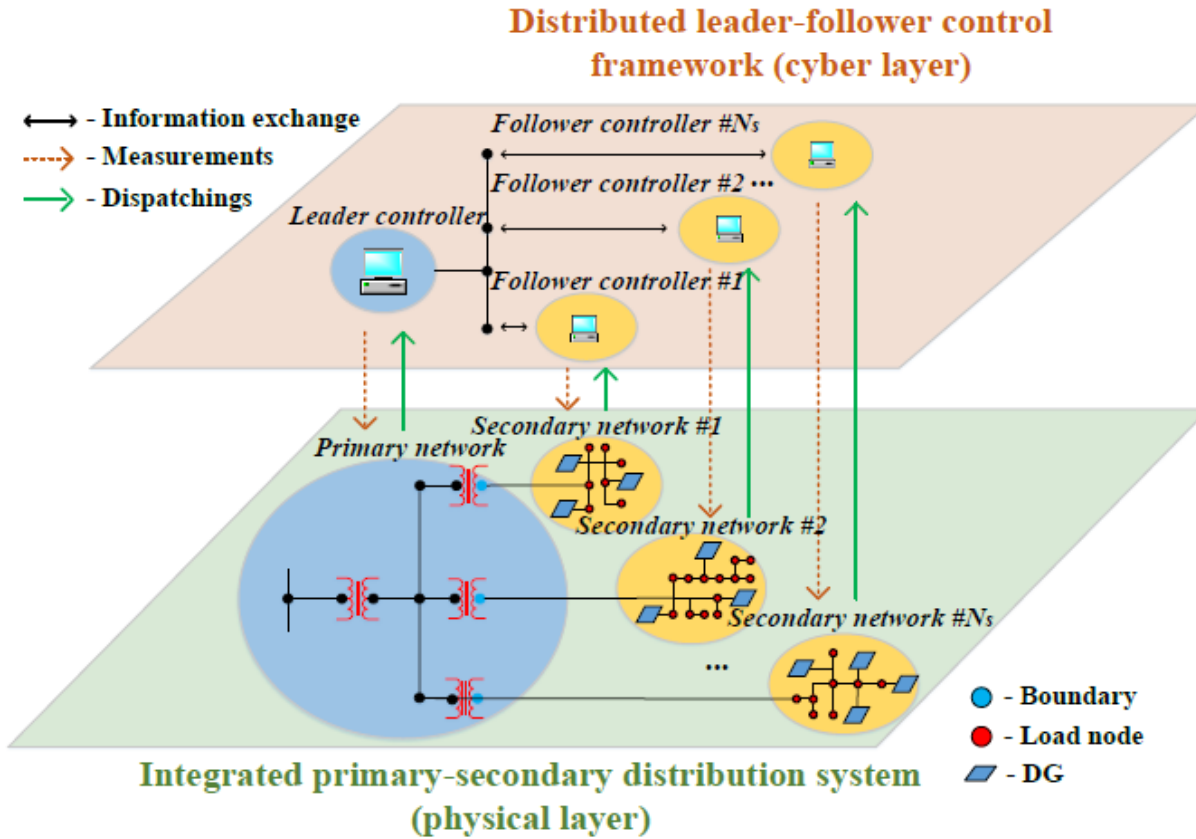 Distributed leader-follower control
framework (cyber layer)
- Information exchange
- Measurements
- Dispatchings
Follower controller #Ns
Follower controller #2 ...
Leader controller
Follower controller #1
Secondary network #1
Primary network
Secondary network #2
Secondary network #Ns
...
- Boundary
- Load node
- DG
Integrated primary-secondary distribution system
(physical layer)